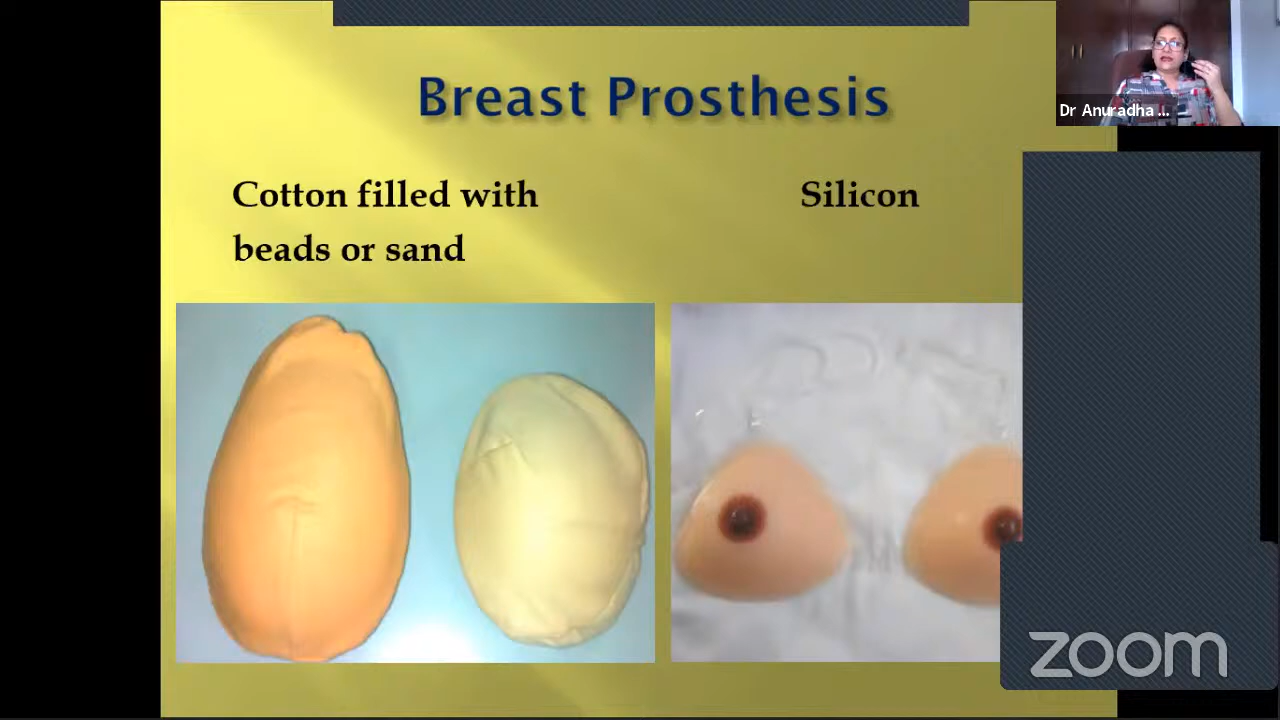 Breast Prosthesis
Dr Anuradha ...
Cotton filled with
beads or sand
Silicon
zoom